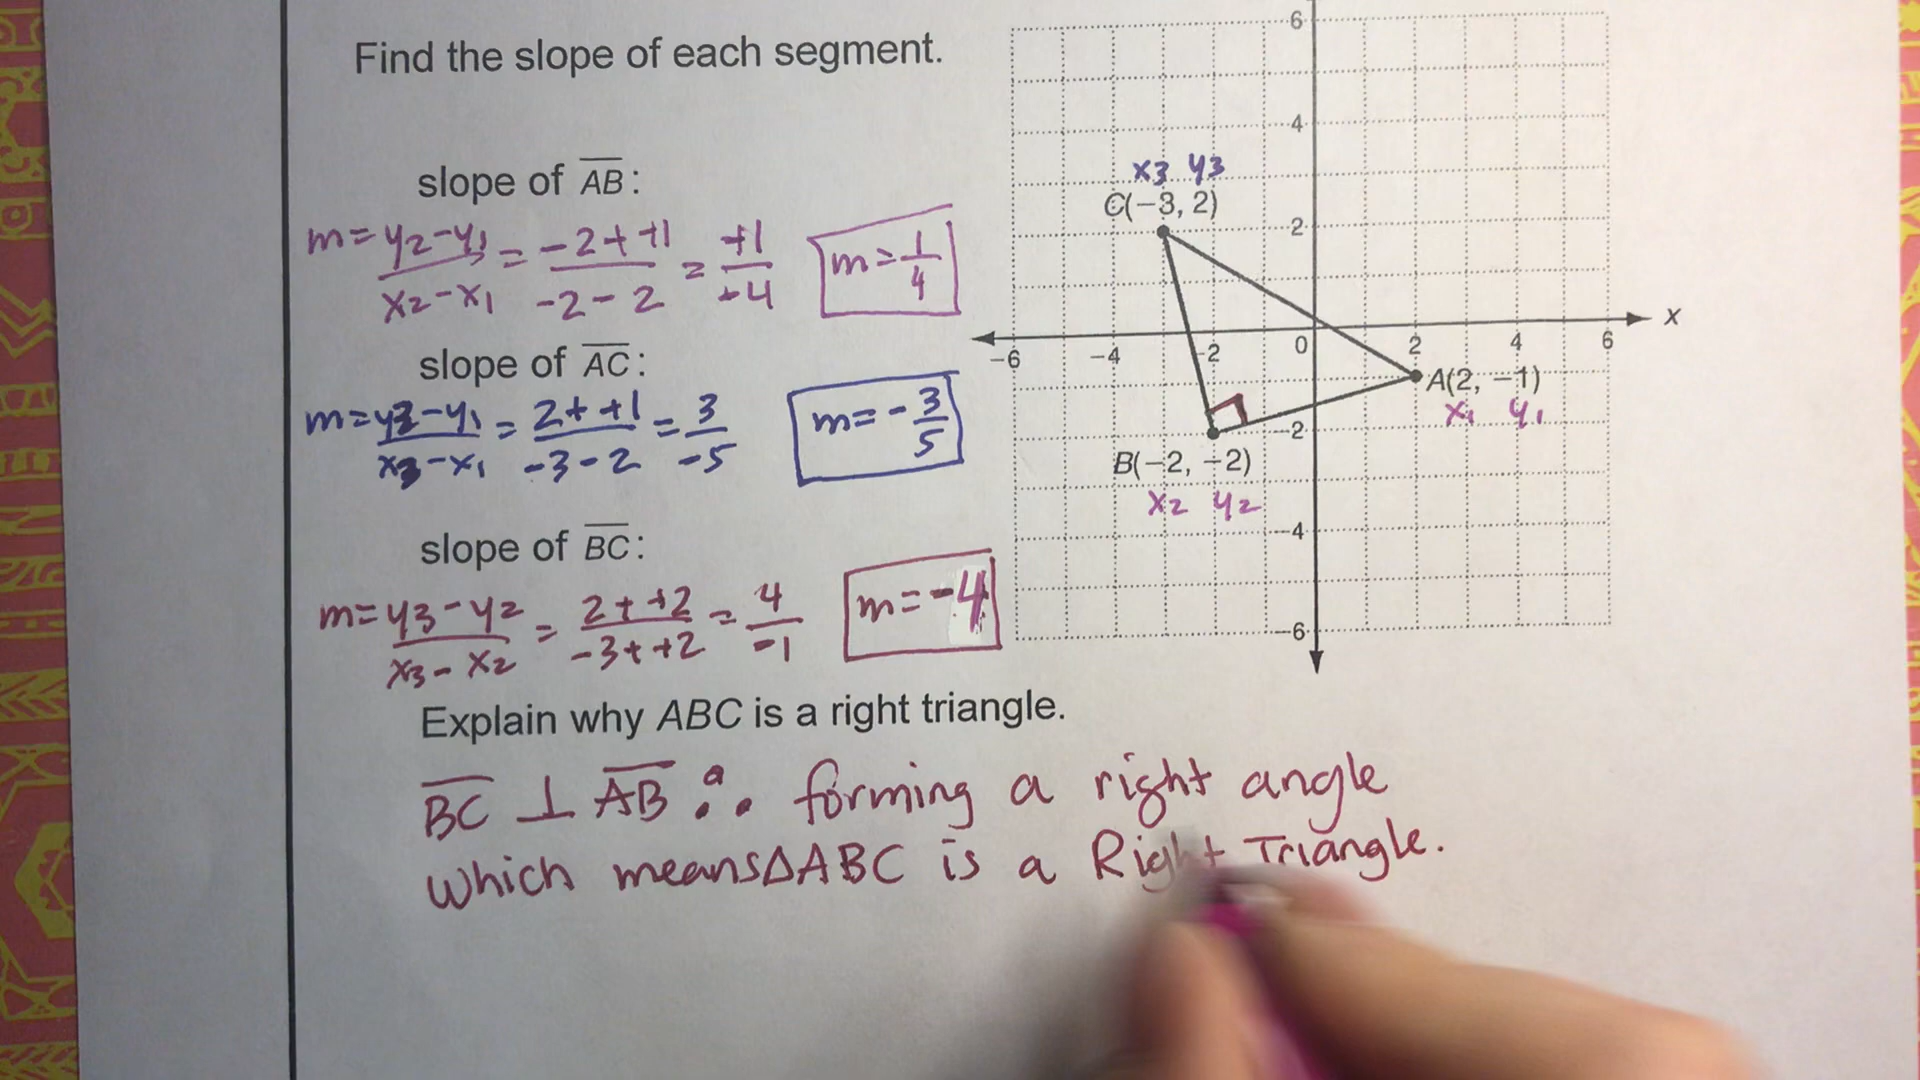 Find the slope of each segment.
slope of AB:
m = y2 - y1 / x2 - x1 = -2 + +1 / -2 - 2 = +1 / +4 m = 1/4
slope of AC:
m = y3 - y1 / x3 - x1 = 2 + +1 / -3 - 2 = 3 / -5 m = - 3/5
slope of BC:
m = y3 - y2 / x3 - x2 = 2 + +2 / -3 + +2 = 4 / -1 m = -4
Explain why ABC is a right triangle.
BC ⊥ AB ∴ forming a right angle
which means △ABC is a Right Triangle.
6
4
x3 y3
C(-3, 2)
2
x
-6 -4 -2 0 2 4 6
A(2, -1)
x1 y1
-2
B(-2, -2)
x2 y2
-4
-6